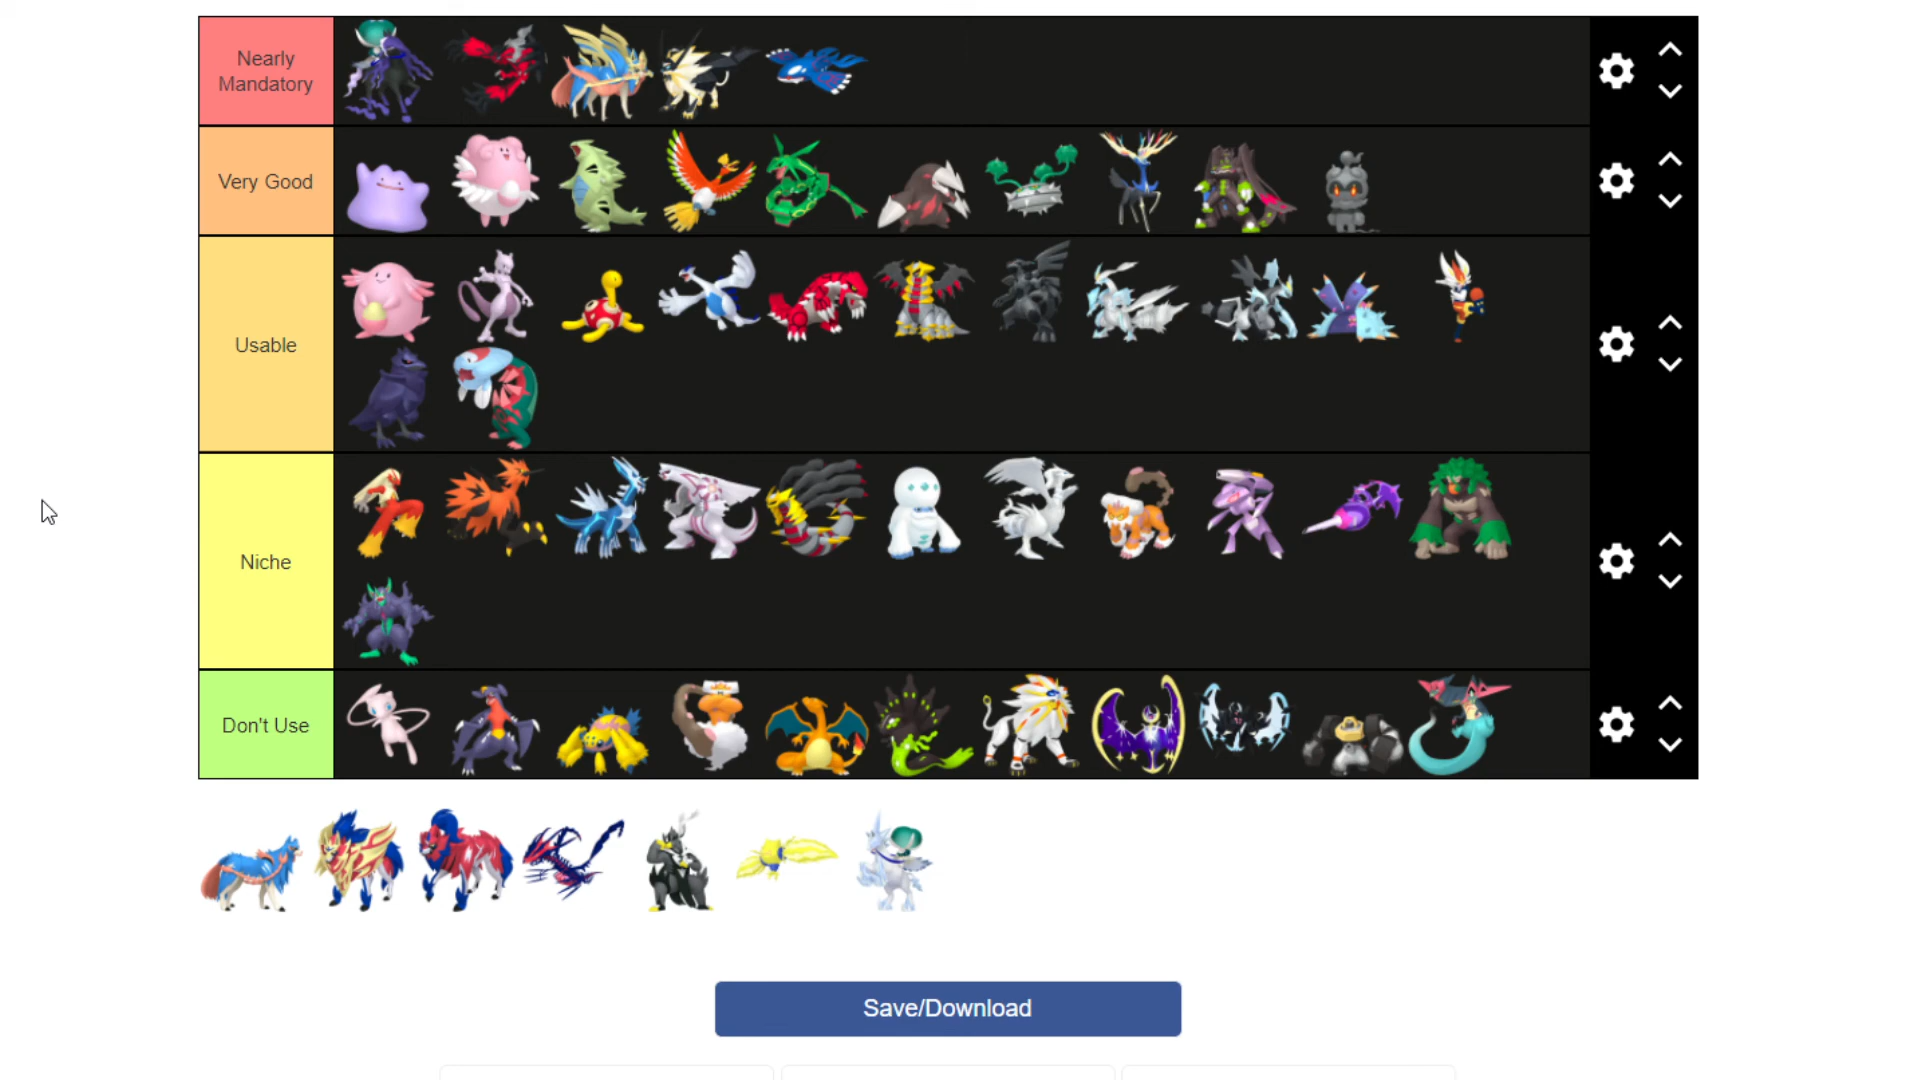 Nearly
Mandatory
Very Good
Usable
Niche
Don't Use
Save/Download